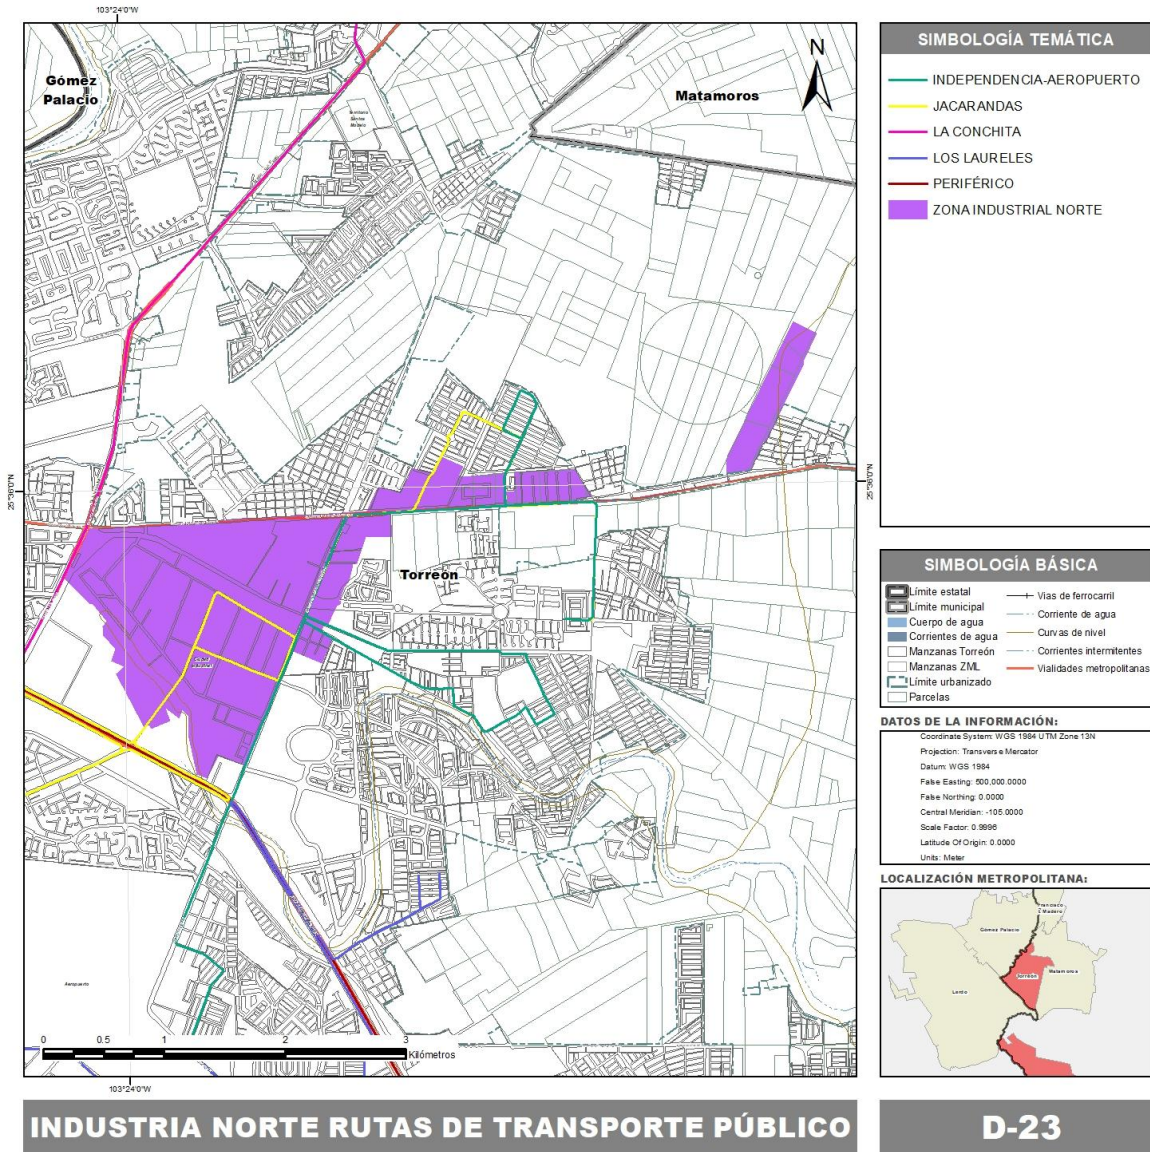 103°24'0"W
Gómez
Palacio
Matamoros
N
25°36'0"N
25°36'0"N
Torreón
Aeropuerto
0 0.5 1 2 3
Kilómetros
103°24'0"W
INDUSTRIA NORTE RUTAS DE TRANSPORTE PÚBLICO
SIMBOLOGÍA TEMÁTICA
INDEPENDENCIA-AEROPUERTO
JACARANDAS
LA CONCHITA
LOS LAURELES
PERIFÉRICO
ZONA INDUSTRIAL NORTE
SIMBOLOGÍA BÁSICA
Límite estatal
Límite municipal
Cuerpo de agua
Corrientes de agua
Manzanas Torreón
Manzanas ZML
Límite urbanizado
Parcelas
Vias de ferrocarril
Corriente de agua
Curvas de nivel
Corrientes intermitentes
Vialidades metropolitanas
DATOS DE LA INFORMACIÓN:
Coordinate System: WGS 1984 UTM Zone 13N
Projection: Transverse Mercator
Datum: WGS 1984
False Easting: 500,000.0000
False Northing: 0.0000
Central Meridian: -105.0000
Scale Factor: 0.9996
Latitude Of Origin: 0.0000
Units: Meter
LOCALIZACIÓN METROPOLITANA:
Francisco
I. Madero
Gómez Palacio
Torreón
Matamoros
Lerdo
D-23